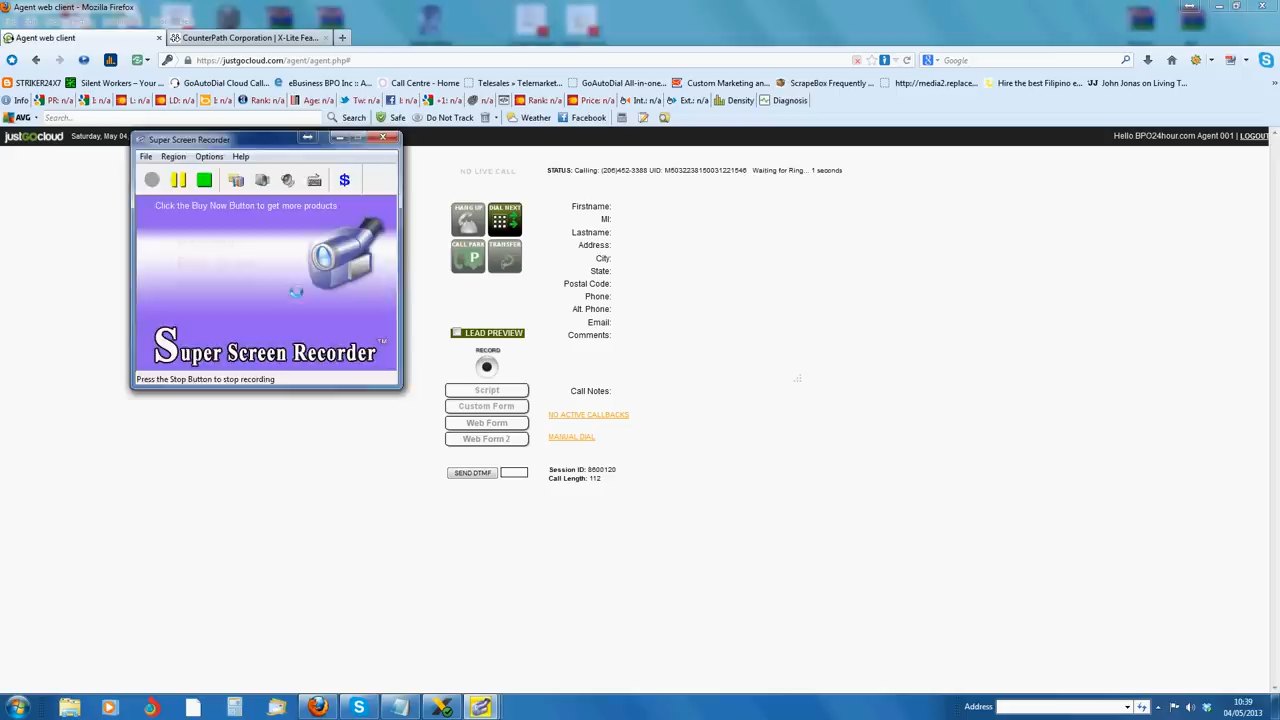 Agent web client - Mozilla Firefox
Agent web client
CounterPath Corporation | X-Lite Fea...
https://justgocloud.com/agent/agent.php#
Google
STRIKER24X7 Silent Workers – Your ... Cloud Call... eBusiness BPO Inc :: A... Call Centre - Home Telesales » Telemarket... GoAutoDial All-in-one... Custom Marketing an... ScrapeBox Frequently ... http://media2.replace... Hire the best Filipino e... John Jonas on Living T...
Info PR: n/a I: n/a L: n/a LD: n/a I: n/a Rank: n/a Age: n/a Tw: n/a l: n/a +1: n/a n/a Rank: n/a Price: n/a Int.: n/a Ext.: n/a Density Diagnosis
AVG Search... Search Safe Do Not Track Weather Facebook
justGOcloud Saturday, May 04,
Hello BPO24hour.com Agent 001 | LOGOUT
Super Screen Recorder
File Region Options Help
Click the Buy Now Button to get more products
Super Screen Recorder™
Press the Stop Button to stop recording
NO LIVE CALL
STATUS: Calling: (206)452-3388 UID: M5032238150031221546 Waiting for Ring... 1 seconds
HANG UP
DIAL NEXT
CALL PARK
P
TRANSFER
Firstname:
MI:
Lastname:
Address:
City:
State:
Postal Code:
Phone:
Alt. Phone:
Email:
Comments:
LEAD PREVIEW
RECORD
Script
Custom Form
Web Form
Web Form 2
Call Notes:
NO ACTIVE CALLBACKS
MANUAL DIAL
SEND DTMF
Session ID: 8600120
Call Length: 112
Address
10:39
04/05/2013